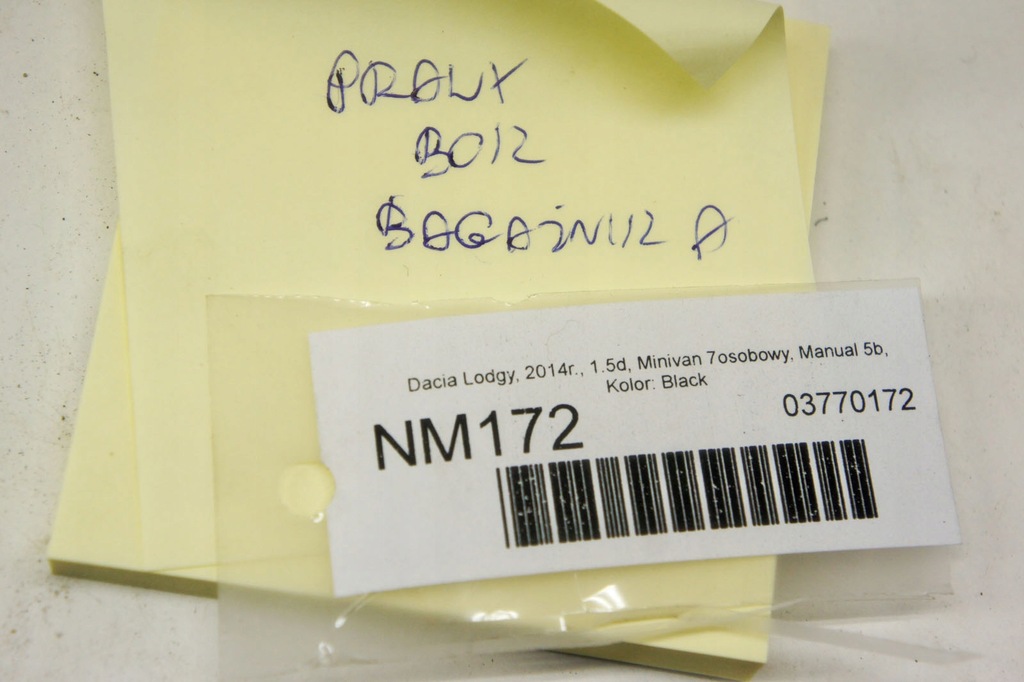 PRAWY
BOK
BAGAŻNIKA
Dacia Lodgy, 2014r., 1.5d, Minivan 7osobowy, Manual 5b,
Kolor: Black
NM172
03770172